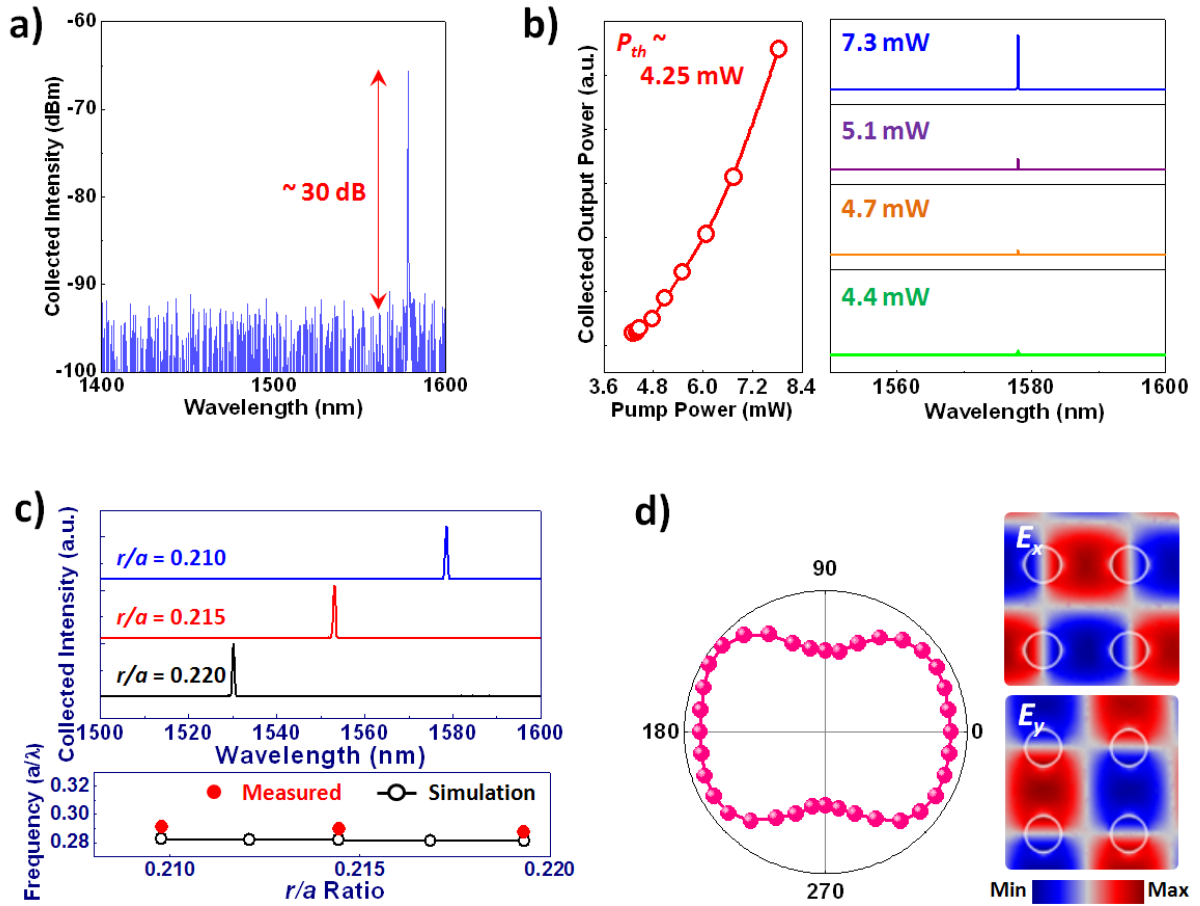 a)
-60
-70
-80
-90
-100
Collected Intensity (dBm)
~ 30 dB
1400
1500
1600
Wavelength (nm)
b)
Collected Output Power (a.u.)
Pth ~
4.25 mW
3.6
4.8
6.0
7.2
8.4
Pump Power (mW)
7.3 mW
5.1 mW
4.7 mW
4.4 mW
1560
1580
1600
Wavelength (nm)
c)
Collected Intensity (a.u.)
r/a = 0.210
r/a = 0.215
r/a = 0.220
1500
1520
1540
1560
1580
1600
Wavelength (nm)
Frequency (a/λ)
0.32
0.30
0.28
Measured
Simulation
0.210
0.215
0.220
r/a Ratio
d)
90
180
0
270
Ex
Ey
Min
Max